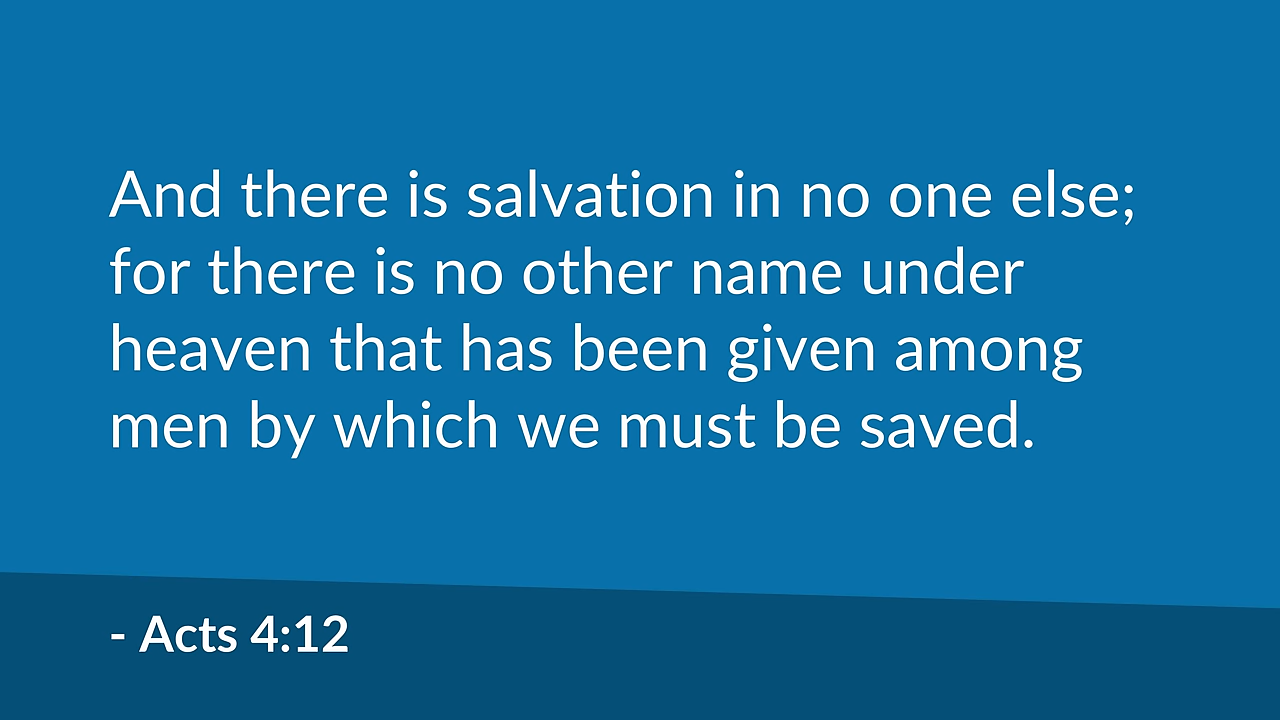 And there is salvation in no one else;
for there is no other name under
heaven that has been given among
men by which we must be saved.
- Acts 4:12